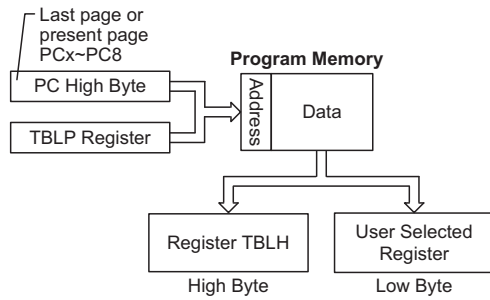 Last page or
present page
PCx~PC8
Program Memory
PC High Byte
TBLP Register
Address
Data
Register TBLH
User Selected
Register
High Byte
Low Byte